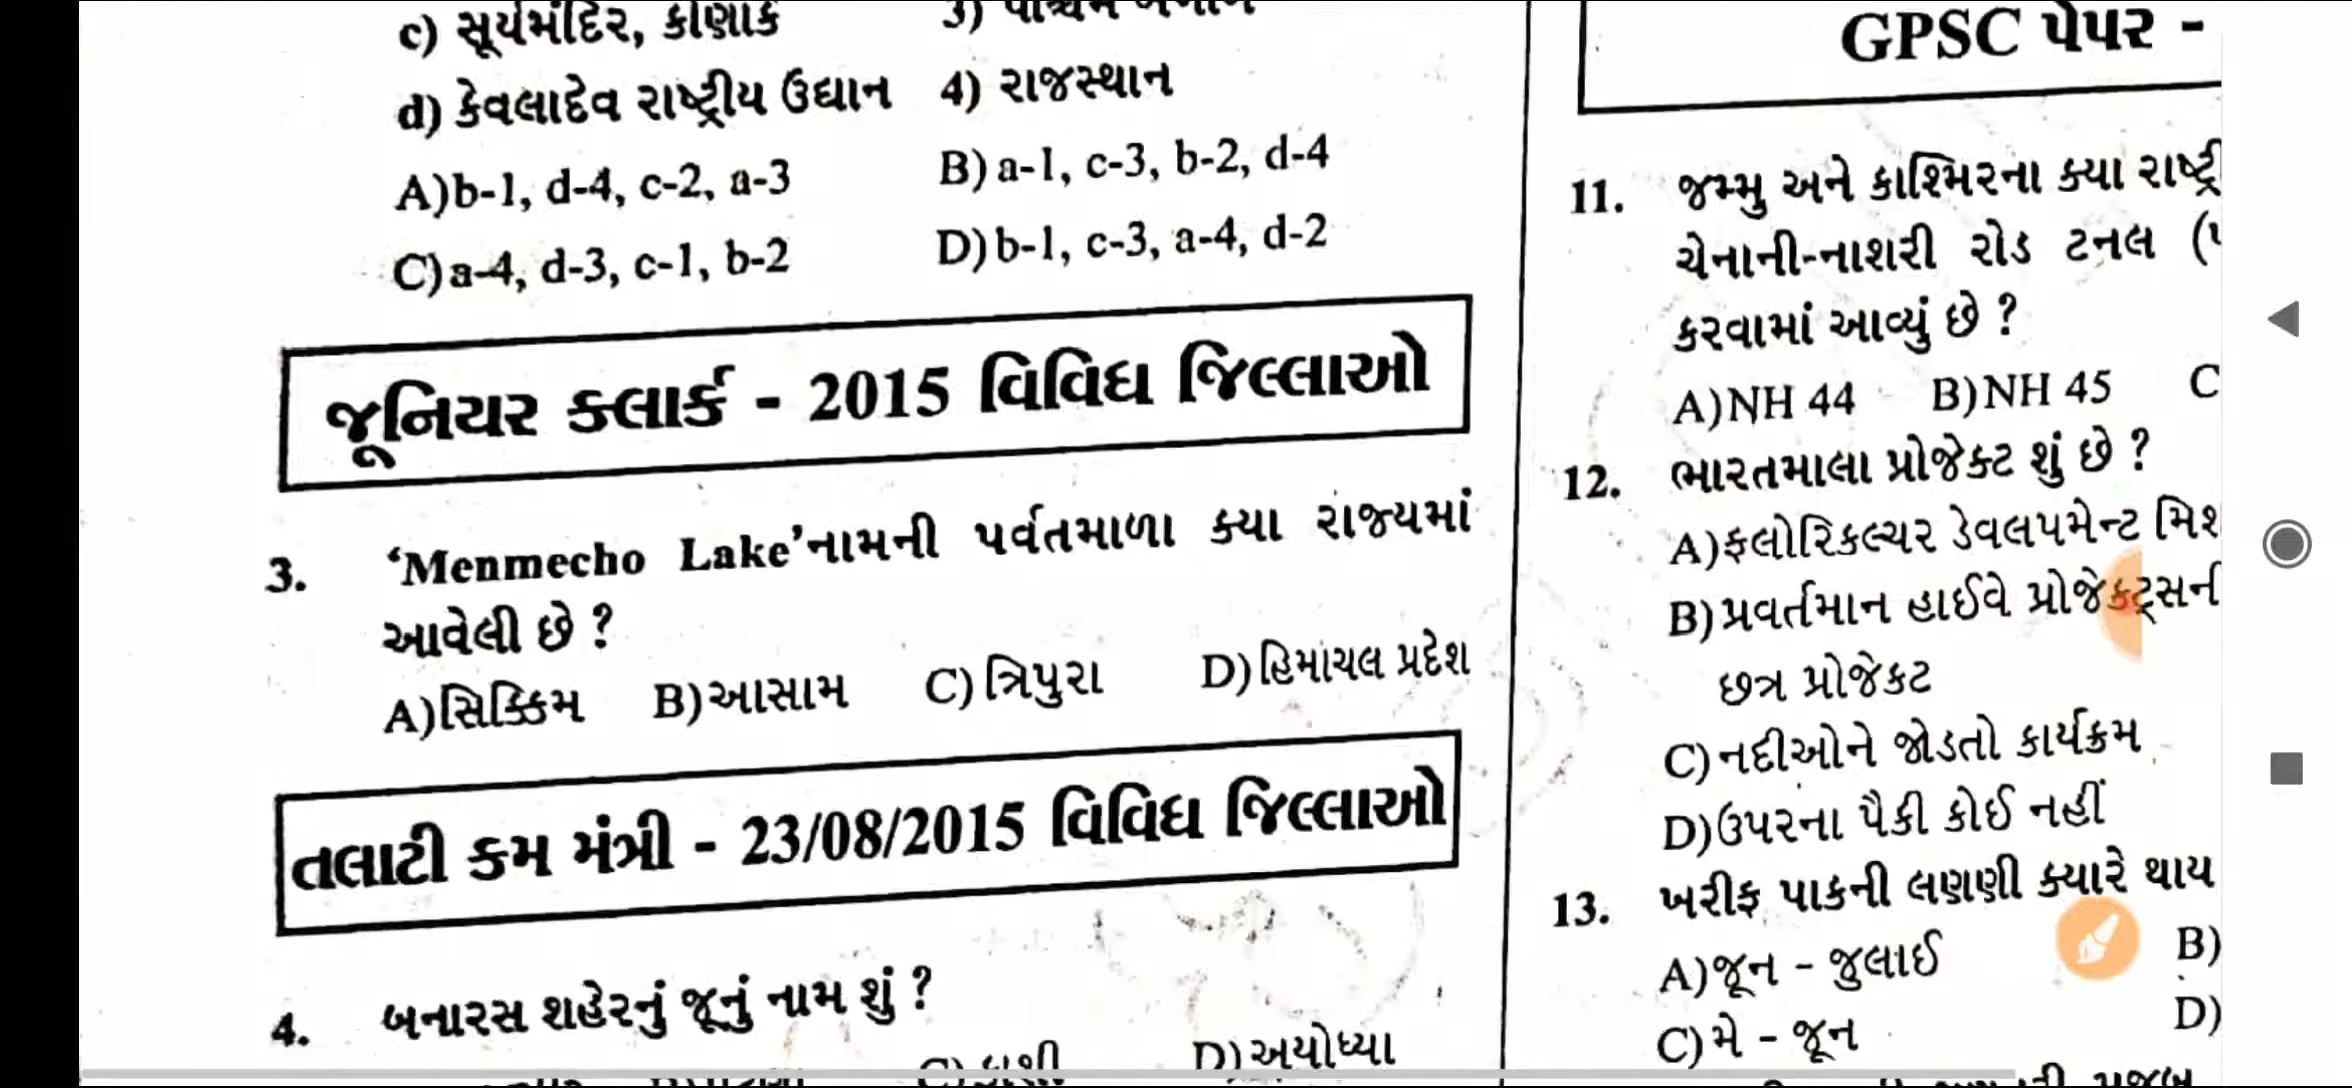 c) સૂર્યમંદિર, કોણાર્ક
d) કેવલાદેવ રાષ્ટ્રીય ઉદ્યાન 4) રાજસ્થાન
A)b-1, d-4, c-2, a-3 B)a-1, c-3, b-2, d-4
C)a-4, d-3, c-1, b-2 D)b-1, c-3, a-4, d-2
જૂનિયર ક્લાર્ક - 2015 વિવિધ જિલ્લાઓ
3. ‘Menmecho Lake’નામની પર્વતમાળા ક્યા રાજ્યમાં
આવેલી છે ?
A)સિક્કિમ B)આસામ C)ત્રિપુરા D)હિમાંચલ પ્રદેશ
તલાટી કમ મંત્રી - 23/08/2015 વિવિધ જિલ્લાઓ
4. બનારસ શહેરનું જૂનું નામ શું ?
C)કાશી D)અયોધ્યા
GPSC પેપર -
11. જમ્મુ અને કાશ્મિરના ક્યા
ચેનાની-નાશરી રોડ ટનલ
કરવામાં આવ્યું છે ?
A)NH 44 B)NH 45 C
12. ભારતમાલા પ્રોજેક્ટ શું છે ?
A)ફ્લોરિકલ્ચર ડેવલપમેન્ટ
B)પ્રવર્તમાન હાઈવે
છત્ર પ્રોજેકટ
C)નદીઓને જોડતો કાર્યક્રમ
D)ઉપરના પૈકી કોઈ નહીં
13. ખરીફ પાકની લણણી ક્યારે થાય
A)જૂન - જુલાઈ B)
C)મે - જૂન D)